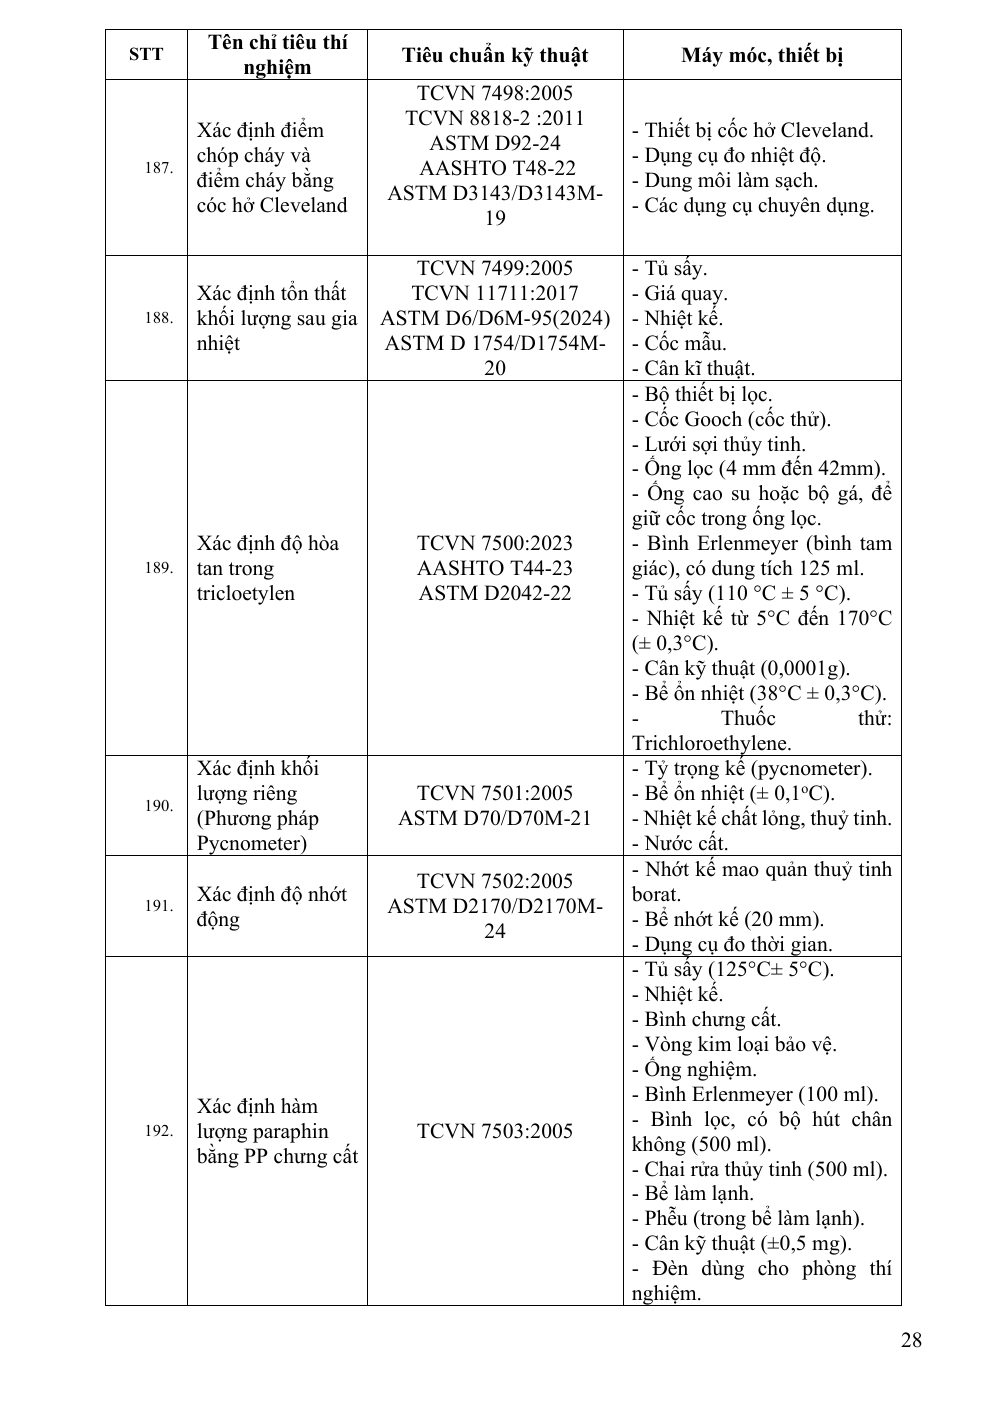 STT
Tên chỉ tiêu thí
nghiệm
Tiêu chuẩn kỹ thuật
Máy móc, thiết bị
187.
Xác định điểm
chóp cháy và
điểm cháy bằng
cóc hở Cleveland
TCVN 7498:2005
TCVN 8818-2 :2011
ASTM D92-24
AASHTO T48-22
ASTM D3143/D3143M-
19
- Thiết bị cốc hở Cleveland.
- Dụng cụ đo nhiệt độ.
- Dung môi làm sạch.
- Các dụng cụ chuyên dụng.
188.
Xác định tổn thất
khối lượng sau gia
nhiệt
TCVN 7499:2005
TCVN 11711:2017
ASTM D6/D6M-95(2024)
ASTM D 1754/D1754M-
20
- Tủ sấy.
- Giá quay.
- Nhiệt kế.
- Cốc mẫu.
- Cân kĩ thuật.
189.
Xác định độ hòa
tan trong
tricloetylen
TCVN 7500:2023
AASHTO T44-23
ASTM D2042-22
- Bộ thiết bị lọc.
- Cốc Gooch (cốc thử).
- Lưới sợi thủy tinh.
- Ống lọc (4 mm đến 42mm).
- Ống cao su hoặc bộ gá, để
giữ cốc trong ống lọc.
- Bình Erlenmeyer (bình tam
giác), có dung tích 125 ml.
- Tủ sấy (110 °C ± 5 °C).
- Nhiệt kế từ 5°C đến 170°C
(± 0,3°C).
- Cân kỹ thuật (0,0001g).
- Bể ổn nhiệt (38°C ± 0,3°C).
- Thuốc thử:
Trichloroethylene.
190.
Xác định khối
lượng riêng
(Phương pháp
Pycnometer)
TCVN 7501:2005
ASTM D70/D70M-21
- Tỷ trọng kế (pycnometer).
- Bể ổn nhiệt (± 0,1ºC).
- Nhiệt kế chất lỏng, thuỷ tinh.
- Nước cất.
191.
Xác định độ nhớt
động
TCVN 7502:2005
ASTM D2170/D2170M-
24
- Nhớt kế mao quản thuỷ tinh
borat.
- Bể nhớt kế (20 mm).
- Dụng cụ đo thời gian.
192.
Xác định hàm
lượng paraphin
bằng PP chưng cất
TCVN 7503:2005
- Tủ sấy (125°C± 5°C).
- Nhiệt kế.
- Bình chưng cất.
- Vòng kim loại bảo vệ.
- Ống nghiệm.
- Bình Erlenmeyer (100 ml).
- Bình lọc, có bộ hút chân
không (500 ml).
- Chai rửa thủy tinh (500 ml).
- Bể làm lạnh.
- Phễu (trong bể làm lạnh).
- Cân kỹ thuật (±0,5 mg).
- Đèn dùng cho phòng thí
nghiệm.
28